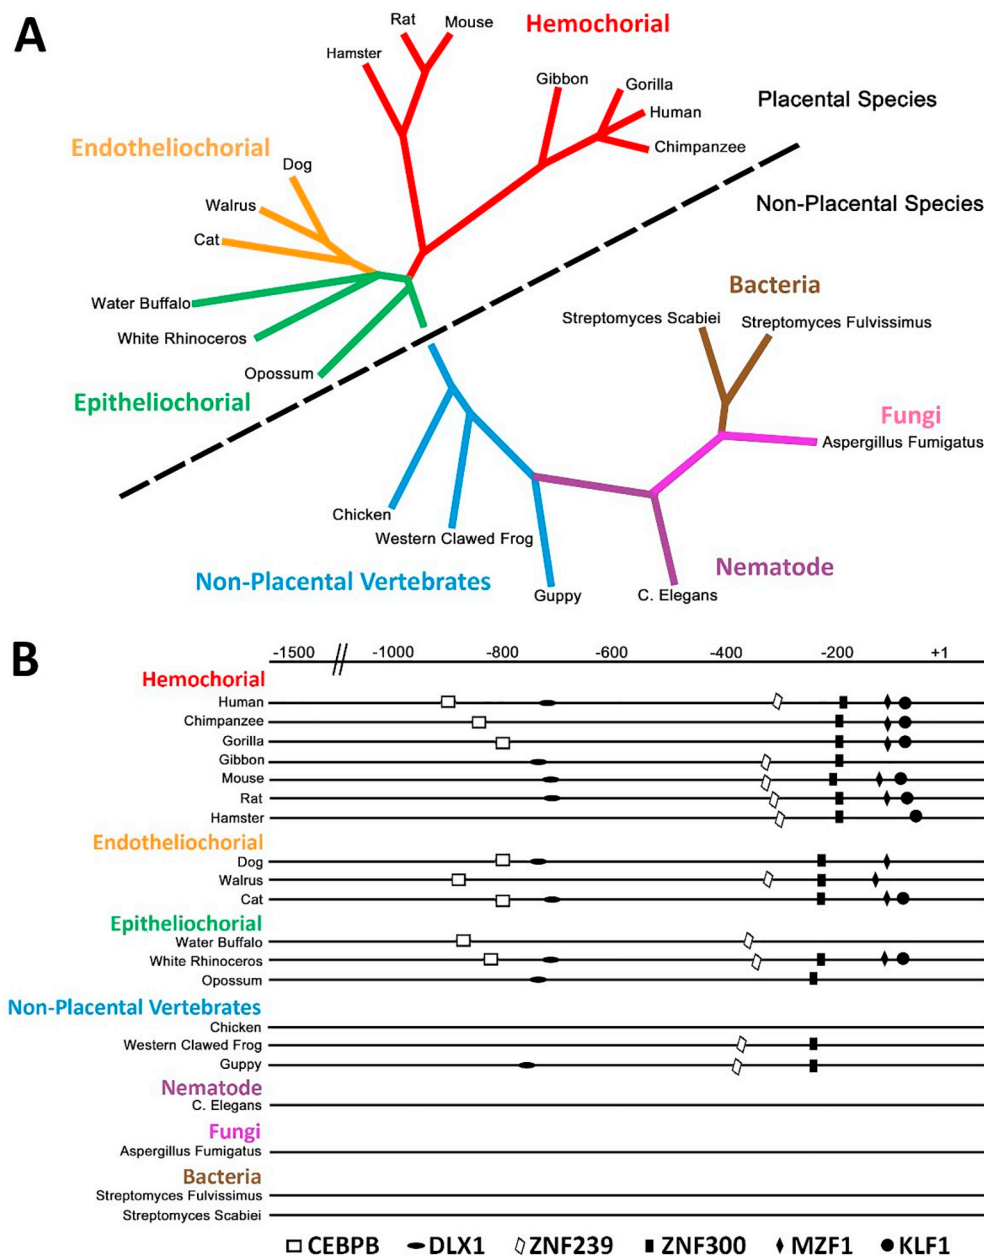 A
Rat
Mouse
Hemochorial
Hamster
Gibbon
Gorilla
Human
Chimpanzee
Placental Species
Endotheliochorial
Dog
Walrus
Cat
Non-Placental Species
Water Buffalo
White Rhinoceros
Opossum
Epitheliochorial
Bacteria
Streptomyces Scabiei
Streptomyces Fulvissimus
Fungi
Aspergillus Fumigatus
Chicken
Western Clawed Frog
Non-Placental Vertebrates
Guppy
Nematode
C. Elegans
B
-1500 // -1000 -800 -600 -400 -200 +1
Hemochorial
Human
Chimpanzee
Gorilla
Gibbon
Mouse
Rat
Hamster
Endotheliochorial
Dog
Walrus
Cat
Epitheliochorial
Water Buffalo
White Rhinoceros
Opossum
Non-Placental Vertebrates
Chicken
Western Clawed Frog
Guppy
Nematode
C. Elegans
Fungi
Aspergillus Fumigatus
Bacteria
Streptomyces Fulvissimus
Streptomyces Scabiei
CEBPB DLX1 ZNF239 ZNF300 MZF1 KLF1